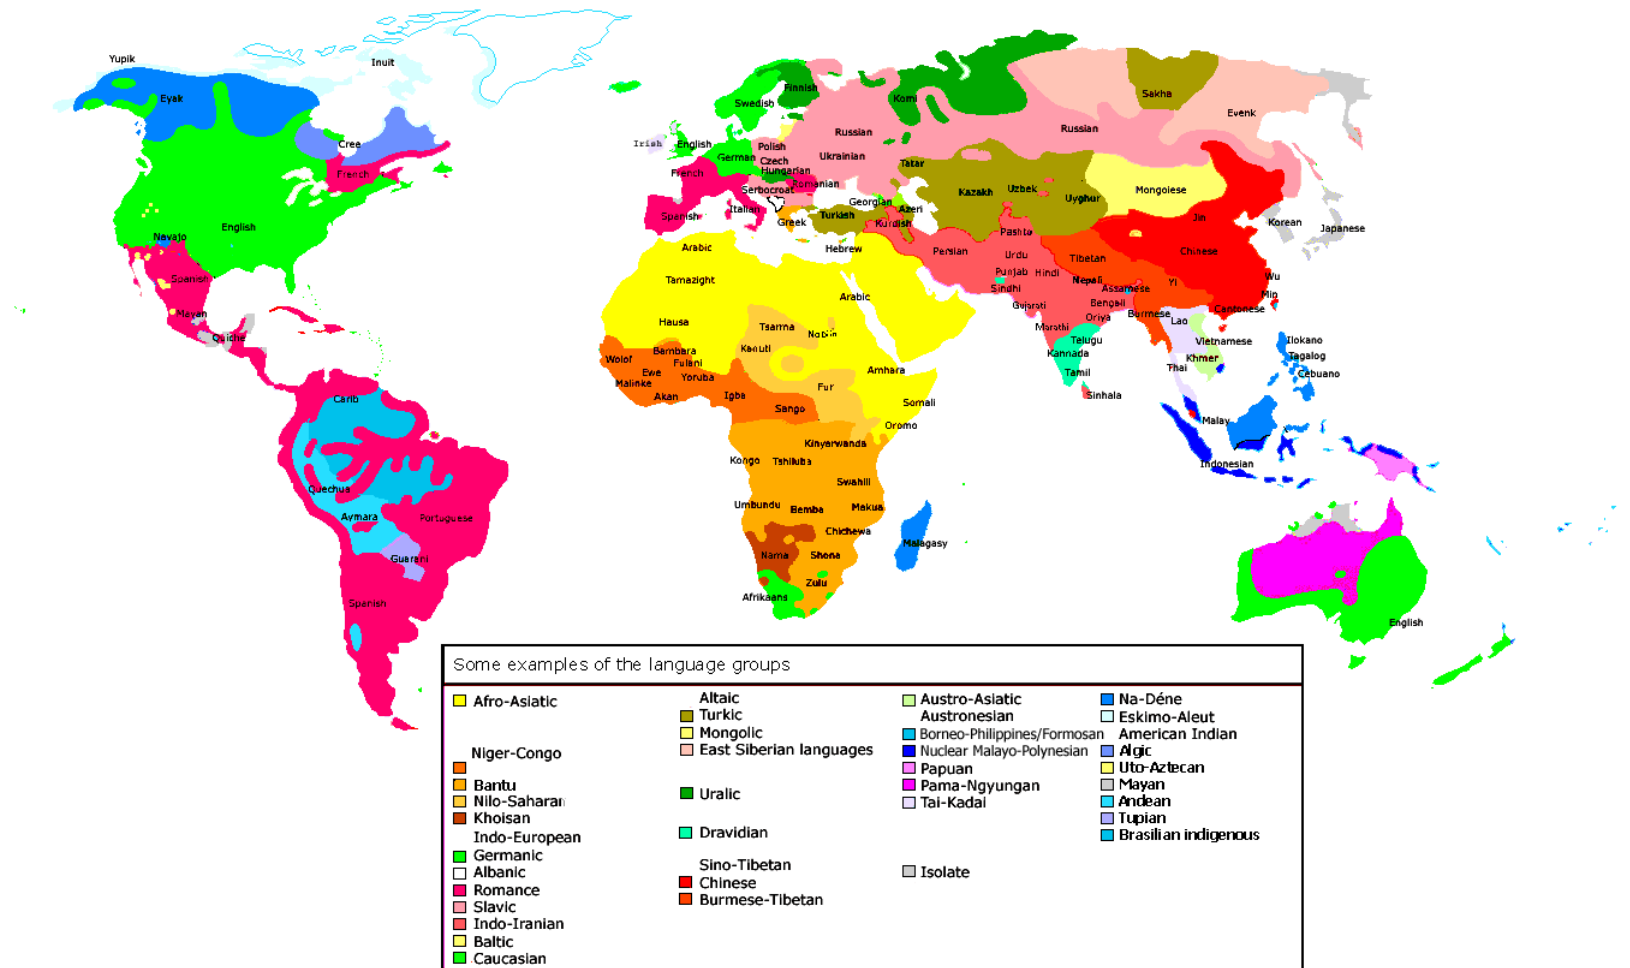 Yupik
Inuit
Eyak
Cree
French
English
Navajo
Spanish
Mayan
Quiche
Carib
Quechua
Aymara
Portuguese
Guarani
Spanish
Finnish
Swedish
Komi
Sakha
Evenk
Irish
English
German
Polish
Czech
Hungarian
Russian
Ukrainian
Russian
French
Romanian
Serbocroat
Spanish
Italian
Greek
Turkish
Georgian
Azeri
Kurdish
Tatar
Kazakh
Uzbek
Uyghur
Mongolese
Jin
Korean
Japanese
Chinese
Arabic
Hebrew
Persian
Pashto
Urdu
Tibetan
Tamazight
Punjab
Hindi
Nepali
Yi
Wu
Sindhi
Assamese
Min
Arabic
Gujarati
Bengali
Cantonese
Oriya
Burmese
Lao
Hausa
Tsarma
Marathi
Telugu
Vietnamese
Ilokano
Kannada
Khmer
Tagalog
Wolof
Bambara
Kanuti
Fulani
Ewe
Yoruba
Malinke
Amhara
Tamil
Thai
Cebuano
Akan
Igba
Fur
Sango
Somali
Sinhala
Oromo
Malay
Kinyarwanda
Kongo
Tshiluba
Indonesian
Swahili
Umbundu
Bemba
Makua
Chichewa
Malagasy
Nama
Shona
Zulu
Afrikaans
English
Some examples of the language groups
Afro-Asiatic
Niger-Congo
Bantu
Nilo-Saharan
Khoisan
Indo-European
Germanic
Albanic
Romance
Slavic
Indo-Iranian
Baltic
Caucasian
Altaic
Turkic
Mongolic
East Siberian languages
Uralic
Dravidian
Sino-Tibetan
Chinese
Burmese-Tibetan
Austro-Asiatic
Austronesian
Borneo-Philippines/Formosan
Nuclear Malayo-Polynesian
Papuan
Pama-Ngyungan
Tai-Kadai
Isolate
Na-Déne
Eskimo-Aleut
American Indian
Algic
Uto-Aztecan
Mayan
Andean
Tupian
Brasilian indigenous